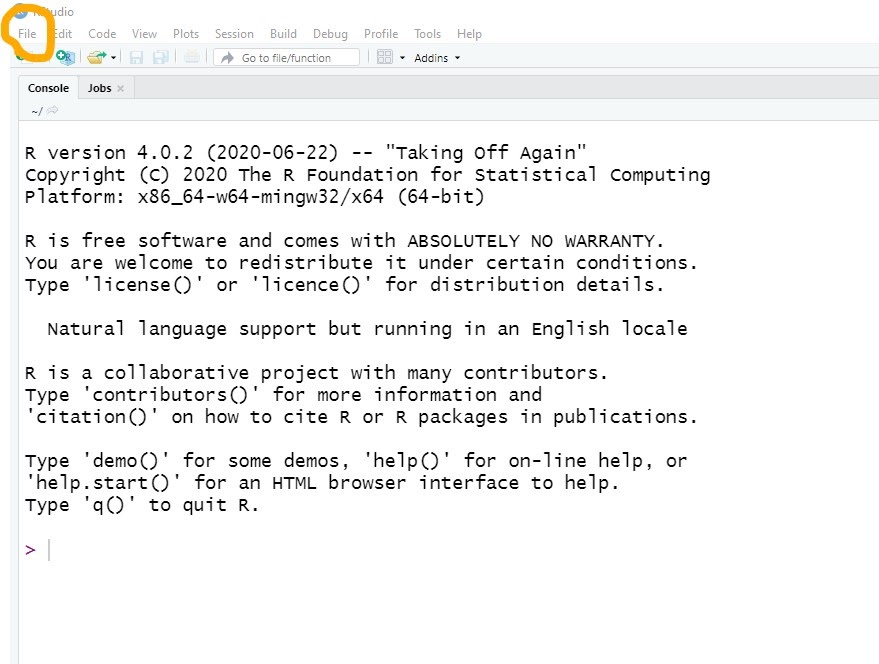 RStudio
File Edit Code View Plots Session Build Debug Profile Tools Help
Go to file/function Addins
Console Jobs
~/
R version 4.0.2 (2020-06-22) -- "Taking Off Again"
Copyright (C) 2020 The R Foundation for Statistical Computing
Platform: x86_64-w64-mingw32/x64 (64-bit)
R is free software and comes with ABSOLUTELY NO WARRANTY.
You are welcome to redistribute it under certain conditions.
Type 'license()' or 'licence()' for distribution details.
Natural language support but running in an English locale
R is a collaborative project with many contributors.
Type 'contributors()' for more information and
'citation()' on how to cite R or R packages in publications.
Type 'demo()' for some demos, 'help()' for on-line help, or
'help.start()' for an HTML browser interface to help.
Type 'q()' to quit R.
>